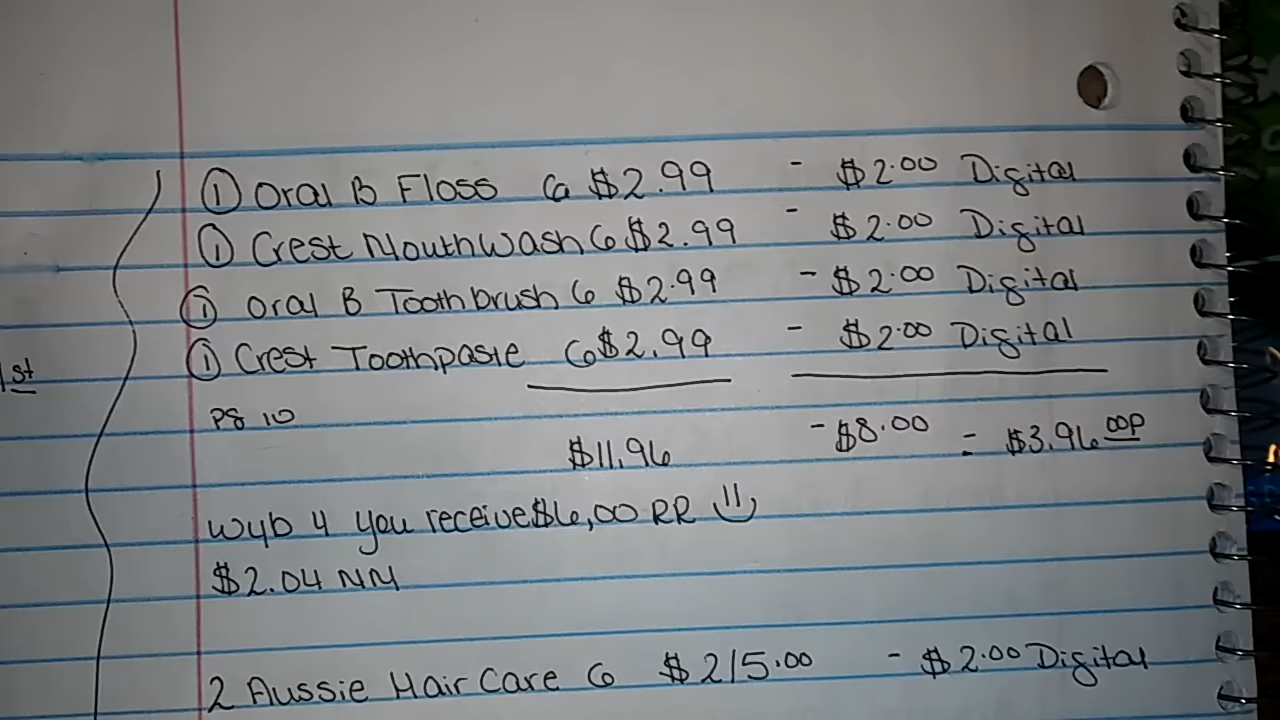 ① Oral B Floss @ $2.99 - $2.00 Digital
① Crest Mouthwash @ $2.99 - $2.00 Digital
① Oral B Toothbrush @ $2.99 - $2.00 Digital
① Crest Toothpaste @ $2.99 - $2.00 Digital
1st
Pg 10
$11.96 - $8.00 = $3.96 OOP
Wyb 4 you receive $6.00 RR
$2.04 MM
2 Aussie Hair Care @ $2/5.00 - $2.00 Digital